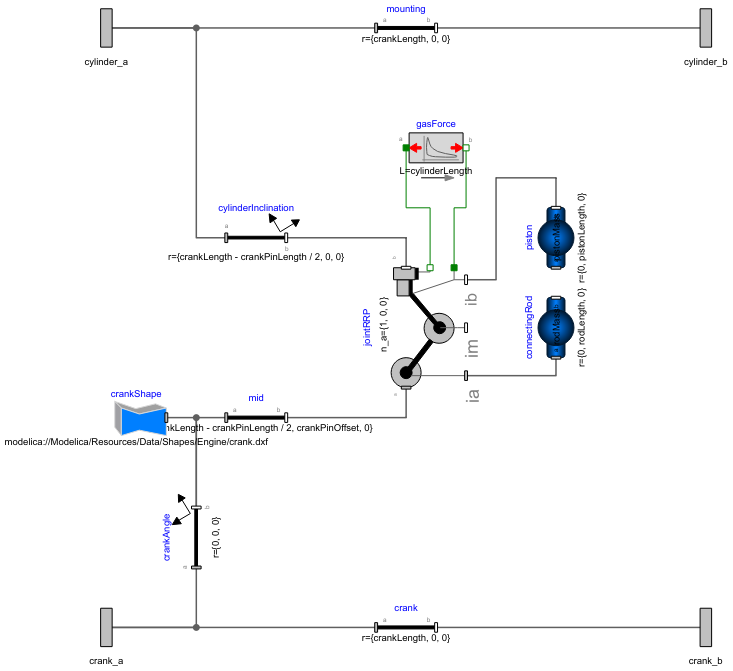 mounting
a
b
r={crankLength, 0, 0}
cylinder_a
cylinder_b
gasForce
a
b
L=cylinderLength
cylinderInclination
a
b
r={crankLength - crankPinLength / 2, 0, 0}
piston
pistonMass
r={0, pistonLength, 0}
jointRRP
n_a={1, 0, 0}
ib
im
ia
connectingRod
rodMass
r={0, rodLength, 0}
crankShape
mid
a
b
nkLength - crankPinLength / 2, crankPinOffset, 0}
modelica://Modelica/Resources/Data/Shapes/Engine/crank.dxf
crankAngle
b
a
r={0, 0, 0}
crank
a
b
r={crankLength, 0, 0}
crank_a
crank_b